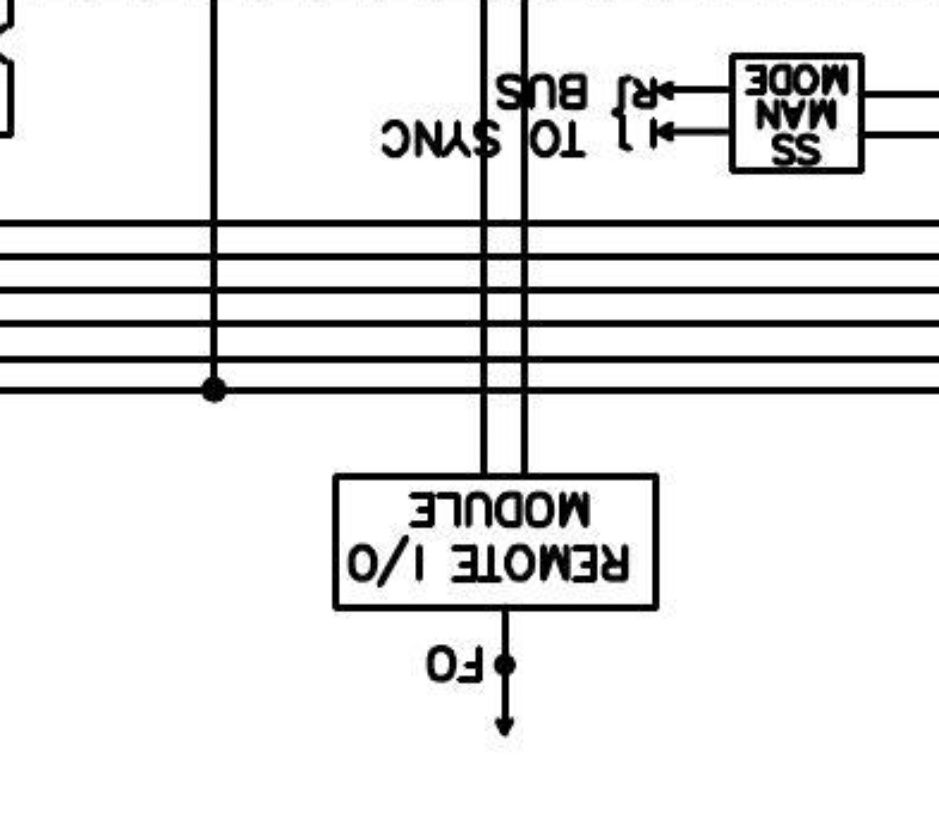 FO
REMOTE I/O
MODULE
SS
MAN
MODE
I } TO SYNC
R } BUS